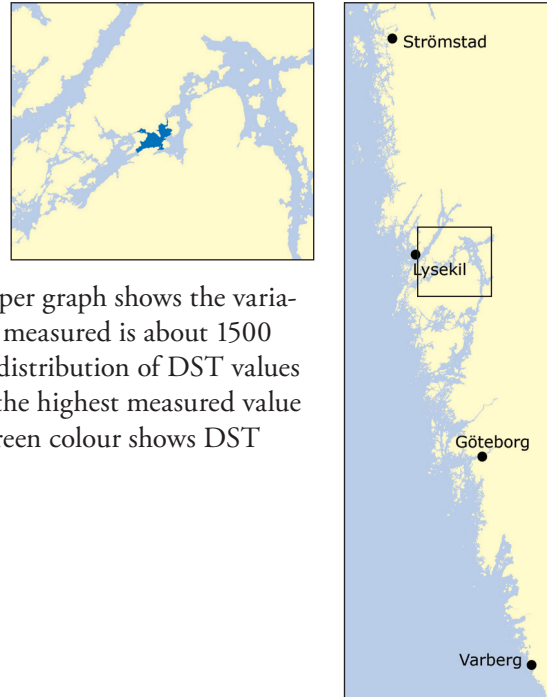 per graph shows the varia-
measured is about 1500
distribution of DST values
the highest measured value
reen colour shows DST
Strömstad
Lysekil
Göteborg
Varberg